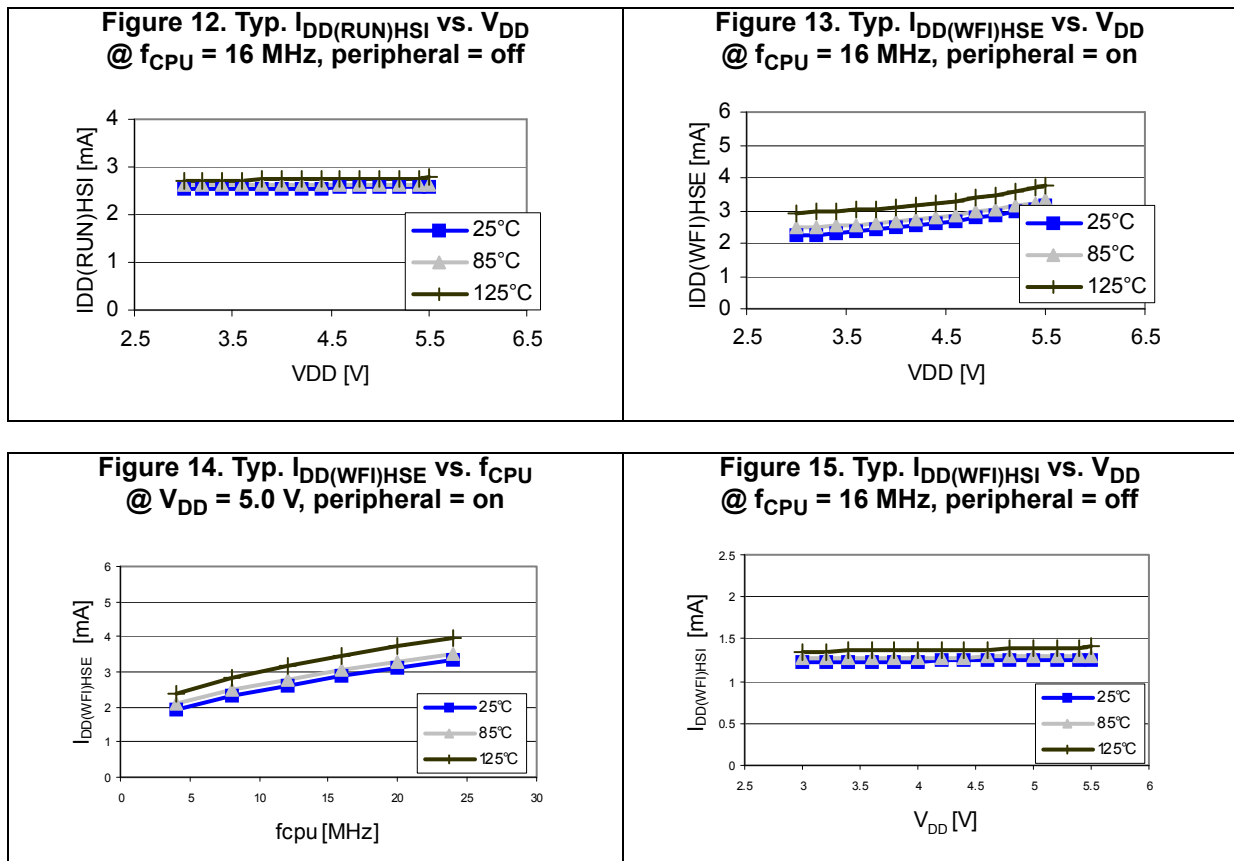 Figure 12. Typ. IDD(RUN)HSI vs. VDD
@ fCPU = 16 MHz, peripheral = off
4
3
2
1
0
IDD(RUN)HSI [mA]
25°C
85°C
125°C
2.5 3.5 4.5 5.5 6.5
VDD [V]
Figure 13. Typ. IDD(WFI)HSE vs. VDD
@ fCPU = 16 MHz, peripheral = on
6
5
4
3
2
1
0
IDD(WFI)HSE [mA]
25°C
85°C
125°C
2.5 3.5 4.5 5.5 6.5
VDD [V]
Figure 14. Typ. IDD(WFI)HSE vs. fCPU
@ VDD = 5.0 V, peripheral = on
6
5
4
3
2
1
0
IDD(WFI)HSE [mA]
25°C
85°C
125°C
0 5 10 15 20 25 30
fcpu [MHz]
Figure 15. Typ. IDD(WFI)HSI vs. VDD
@ fCPU = 16 MHz, peripheral = off
2.5
2
1.5
1
0.5
0
IDD(WFI)HSI [mA]
25°C
85°C
125°C
2.5 3 3.5 4 4.5 5 5.5 6
VDD [V]